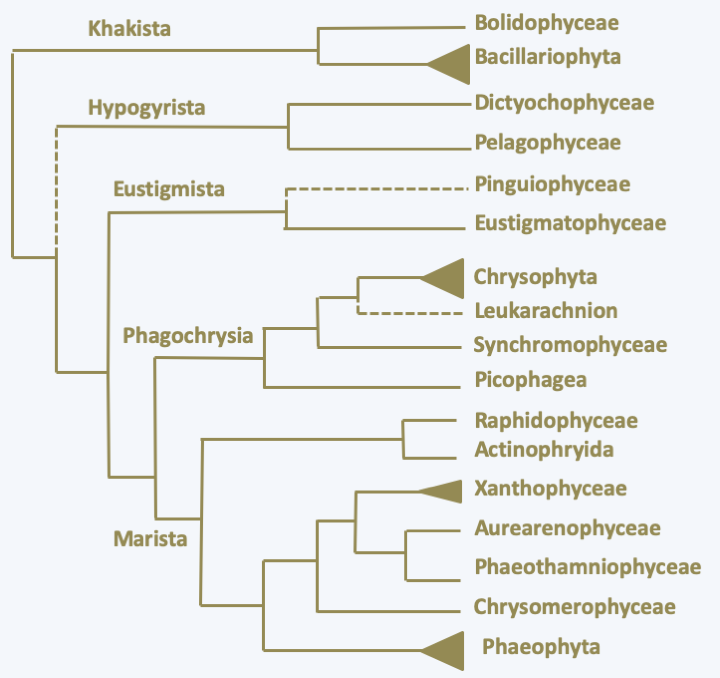 Khakista
Bolidophyceae
Bacillariophyta
Hypogyrista
Dictyochophyceae
Pelagophyceae
Eustigmista
Pinguiophyceae
Eustigmatophyceae
Chrysophyta
Leukarachnion
Phagochrysia
Synchromophyceae
Picophagea
Raphidophyceae
Actinophryida
Xanthophyceae
Marista
Aurearenophyceae
Phaeothamniophyceae
Chrysomerophyceae
Phaeophyta